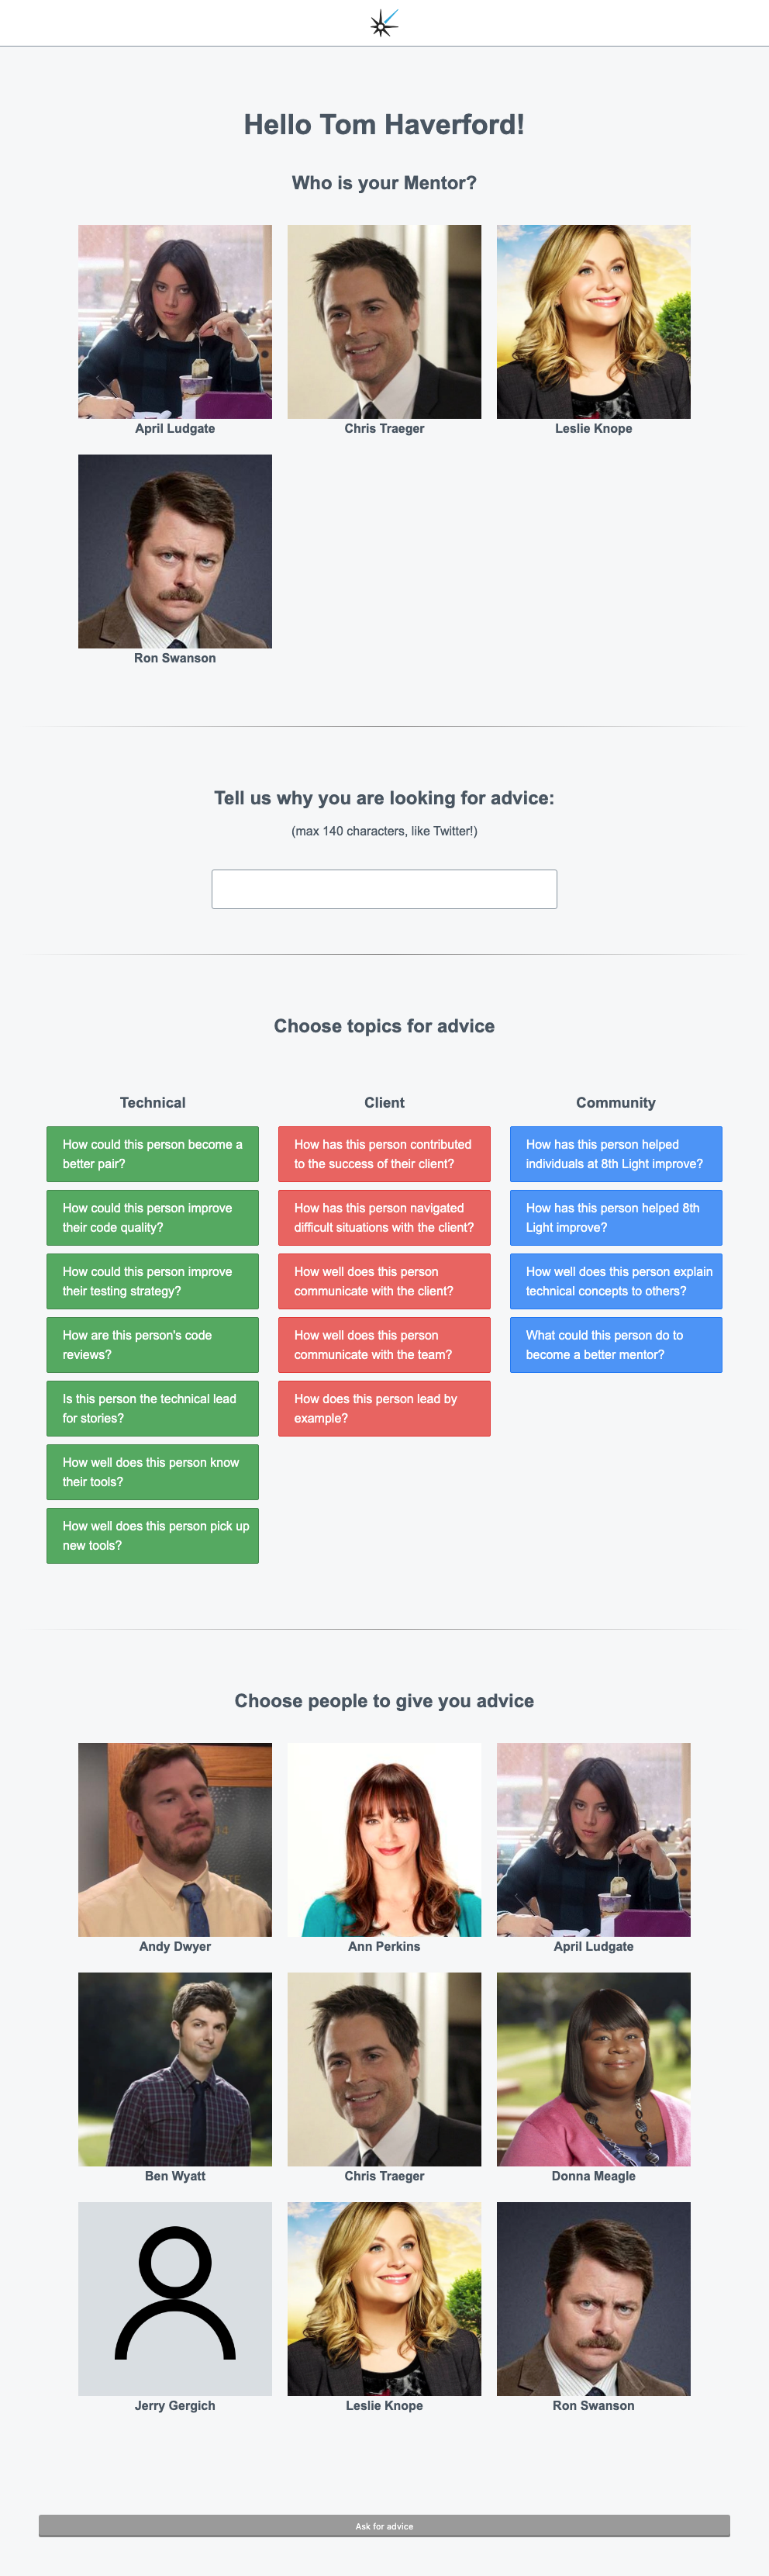 Hello Tom Haverford!
Who is your Mentor?
April Ludgate
Chris Traeger
Leslie Knope
Ron Swanson
Tell us why you are looking for advice:
(max 140 characters, like Twitter!)
Choose topics for advice
Technical
How could this person become a
better pair?
How could this person improve
their code quality?
How could this person improve
their testing strategy?
How are this person's code
reviews?
Is this person the technical lead
for stories?
How well does this person know
their tools?
How well does this person pick up
new tools?
Client
How has this person contributed
to the success of their client?
How has this person navigated
difficult situations with the client?
How well does this person
communicate with the client?
How well does this person
communicate with the team?
How does this person lead by
example?
Community
How has this person helped
individuals at 8th Light improve?
How has this person helped 8th
Light improve?
How well does this person explain
technical concepts to others?
What could this person do to
become a better mentor?
Choose people to give you advice
Andy Dwyer
Ann Perkins
April Ludgate
Ben Wyatt
Chris Traeger
Donna Meagle
Jerry Gergich
Leslie Knope
Ron Swanson
Ask for advice